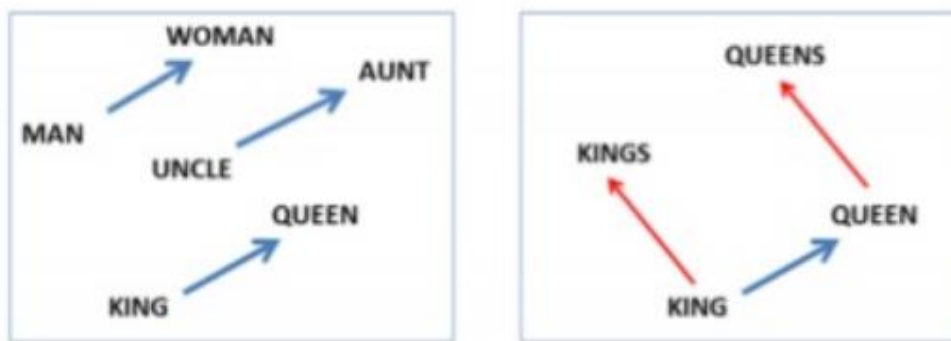 WOMAN
AUNT
MAN
UNCLE
QUEEN
KING
QUEENS
KINGS
QUEEN
KING